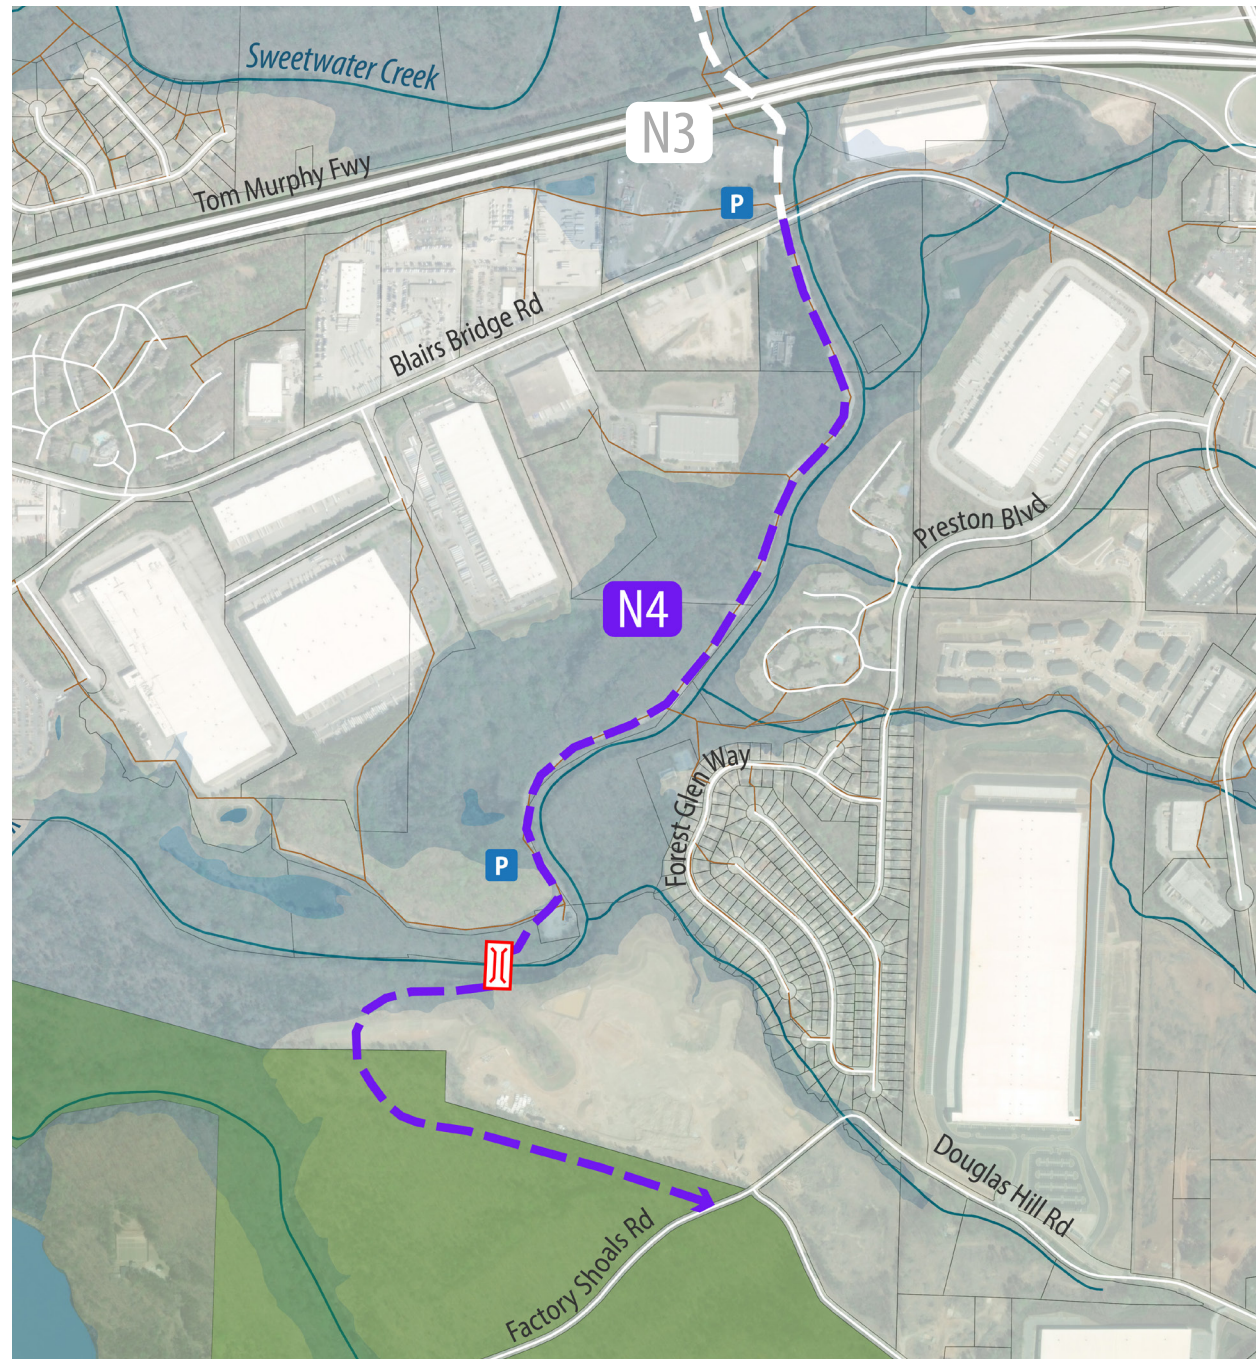 Sweetwater Creek
N3
Tom Murphy Fwy
P
Blairs Bridge Rd
Preston Blvd
N4
Forest Glen Way
P
Douglas Hill Rd
Factory Shoals Rd